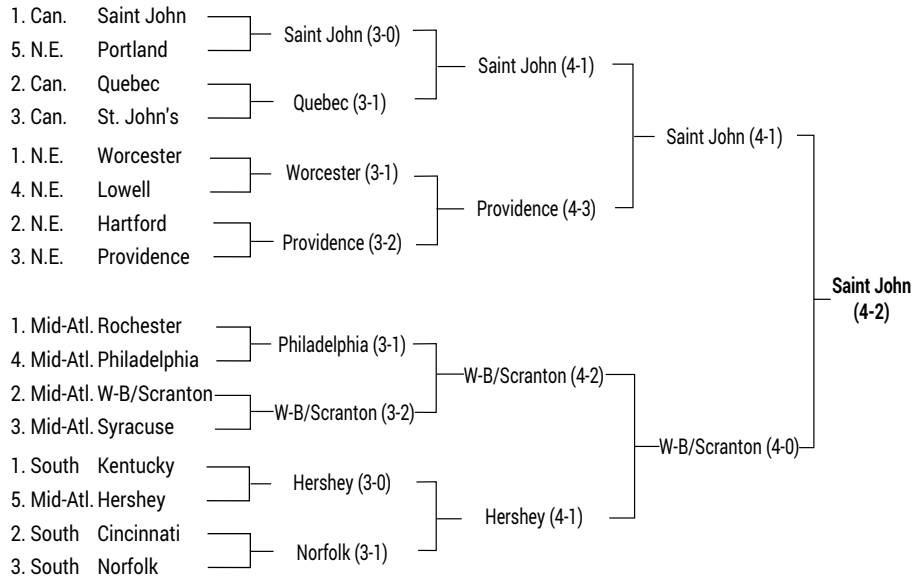 1. Can. Saint John
5. N.E. Portland
2. Can. Quebec
3. Can. St. John's
1. N.E. Worcester
4. N.E. Lowell
2. N.E. Hartford
3. N.E. Providence
1. Mid-Atl. Rochester
4. Mid-Atl. Philadelphia
2. Mid-Atl. W-B/Scranton
3. Mid-Atl. Syracuse
1. South Kentucky
5. Mid-Atl. Hershey
2. South Cincinnati
3. South Norfolk
Saint John (3-0)
Quebec (3-1)
Worcester (3-1)
Providence (3-2)
Philadelphia (3-1)
W-B/Scranton (3-2)
Hershey (3-0)
Norfolk (3-1)
Saint John (4-1)
Providence (4-3)
W-B/Scranton (4-2)
Hershey (4-1)
Saint John (4-1)
W-B/Scranton (4-0)
Saint John
(4-2)